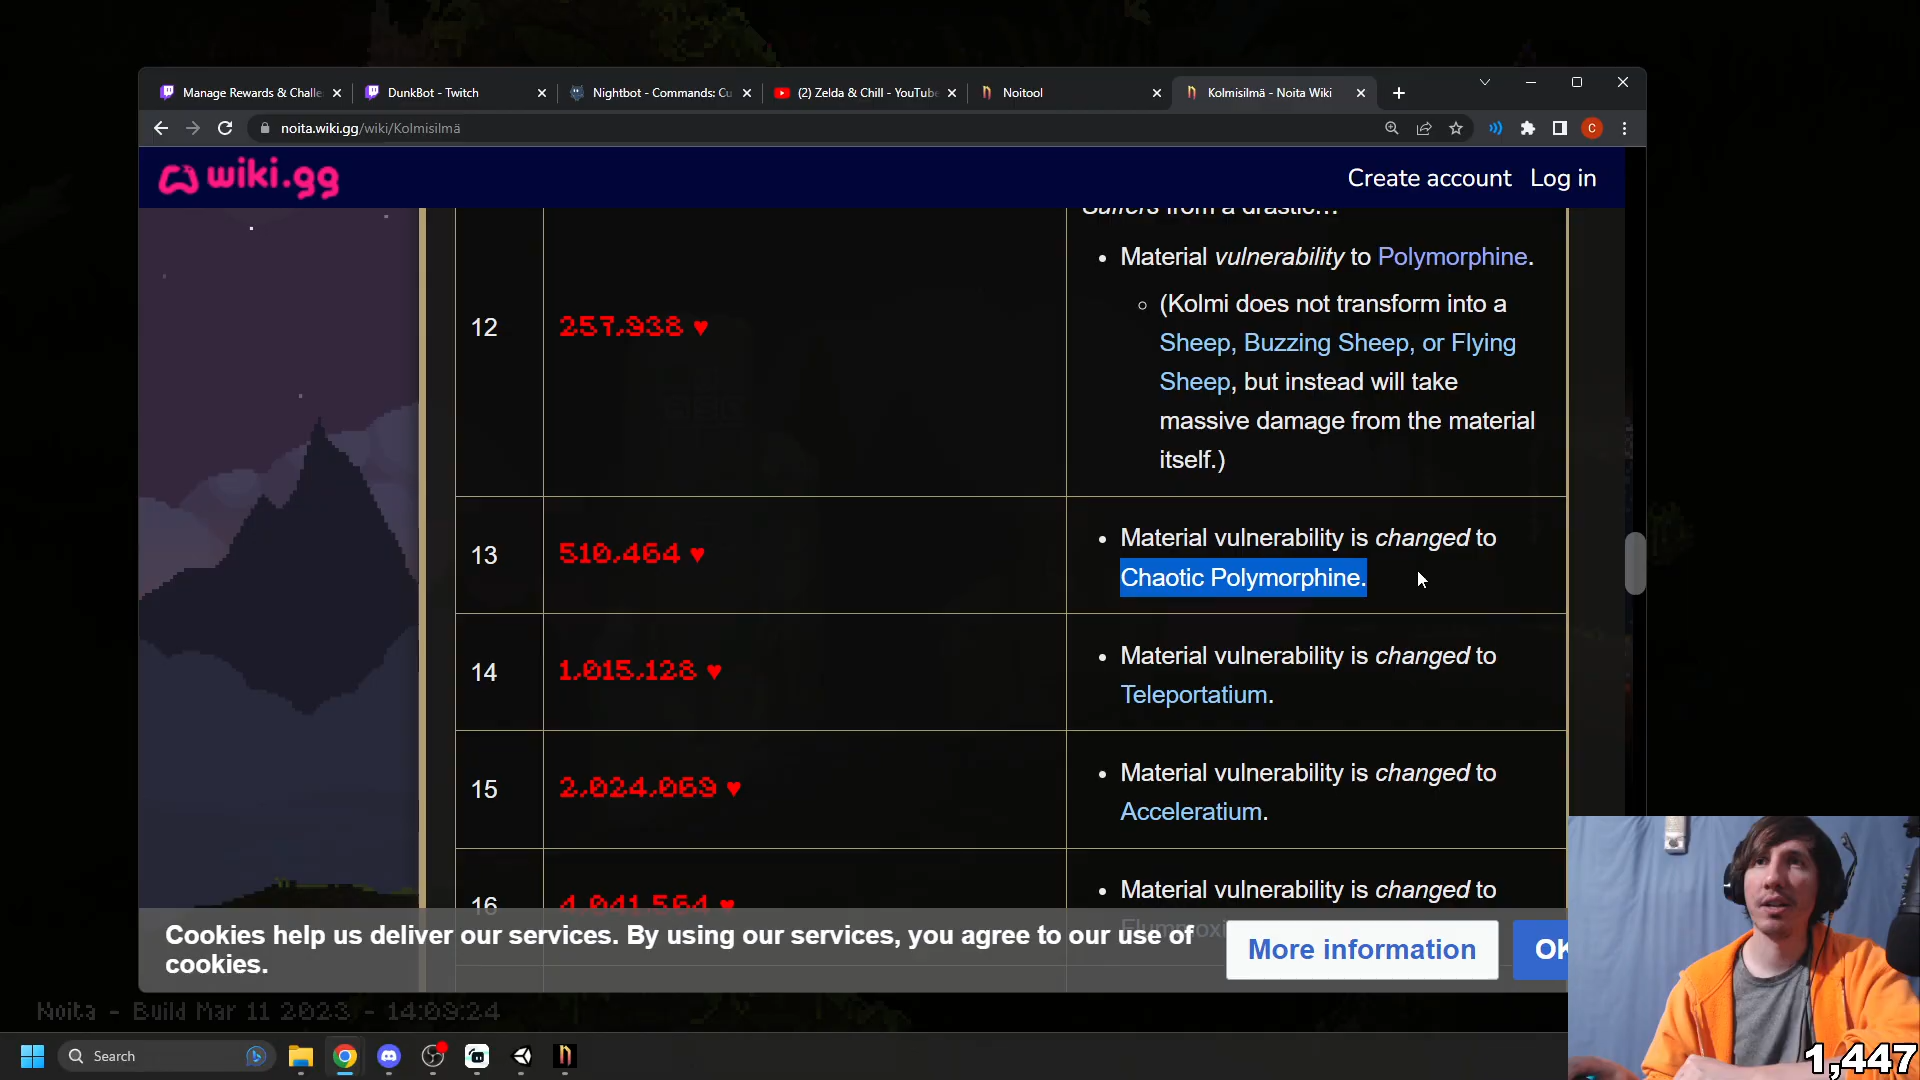 Manage Rewards & Challe
DunkBot - Twitch
Nightbot - Commands: Cu
(2) Zelda & Chill - YouTube
Noitool
Kolmisilmä - Noita Wiki
noita.wiki.gg/wiki/Kolmisilmä
C
wiki.gg
Create account
Log in
Suffers from a drastic...
12
257,938 ♥
• Material vulnerability to Polymorphine.
(Kolmi does not transform into a
Sheep, Buzzing Sheep, or Flying
Sheep, but instead will take
massive damage from the material
itself.)
13
510,464 ♥
• Material vulnerability is changed to
Chaotic Polymorphine.
14
1,015,128 ♥
• Material vulnerability is changed to
Teleportatium.
15
2,024,069 ♥
• Material vulnerability is changed to
Acceleratium.
16
4,041,564 ♥
• Material vulnerability is changed to
Cookies help us deliver our services. By using our services, you agree to our use of
cookies.
More information
OK
Noita - Build Mar 11 2023 - 14:09:24
Search
1,447